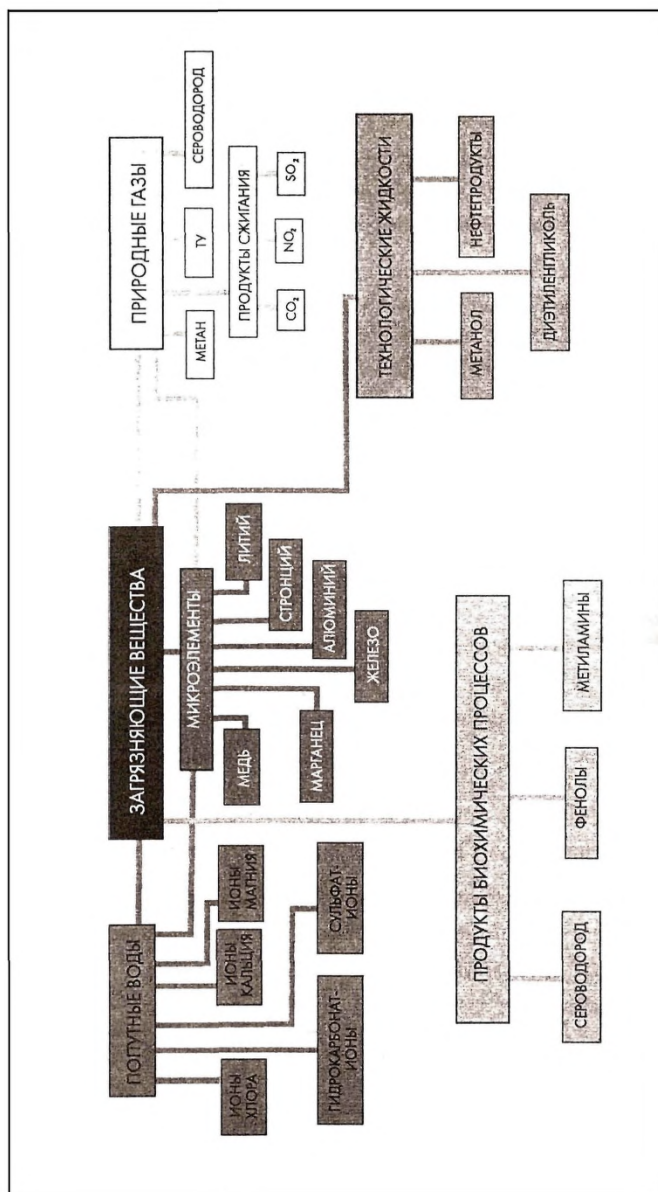 ЗАГРЯЗНЯЮЩИЕ ВЕЩЕСТВА
ПОПУТНЫЕ ВОДЫ
ИОНЫ
ХЛОРА
ГИДРОКАРБОНАТ-
ИОНЫ
СУЛЬФАТ-
ИОНЫ
ИОНЫ
КАЛЬЦИЯ
ИОНЫ
МАГНИЯ
МИКРОЭЛЕМЕНТЫ
МЕДЬ
МАРГАНЕЦ
ЖЕЛЕЗО
АЛЮМИНИЙ
СТРОНЦИЙ
ЛИТИЙ
ПРИРОДНЫЕ ГАЗЫ
МЕТАН
ТУ
СЕРОВОДОРОД
ПРОДУКТЫ СЖИГАНИЯ
CO₂
NO₂
SO₂
ТЕХНОЛОГИЧЕСКИЕ ЖИДКОСТИ
МЕТАНОЛ
ДИЭТИЛЕНГЛИКОЛЬ
НЕФТЕПРОДУКТЫ
ПРОДУКТЫ БИОХИМИЧЕСКИХ ПРОЦЕССОВ
СЕРОВОДОРОД
ФЕНОЛЫ
МЕТИЛАМИНЫ